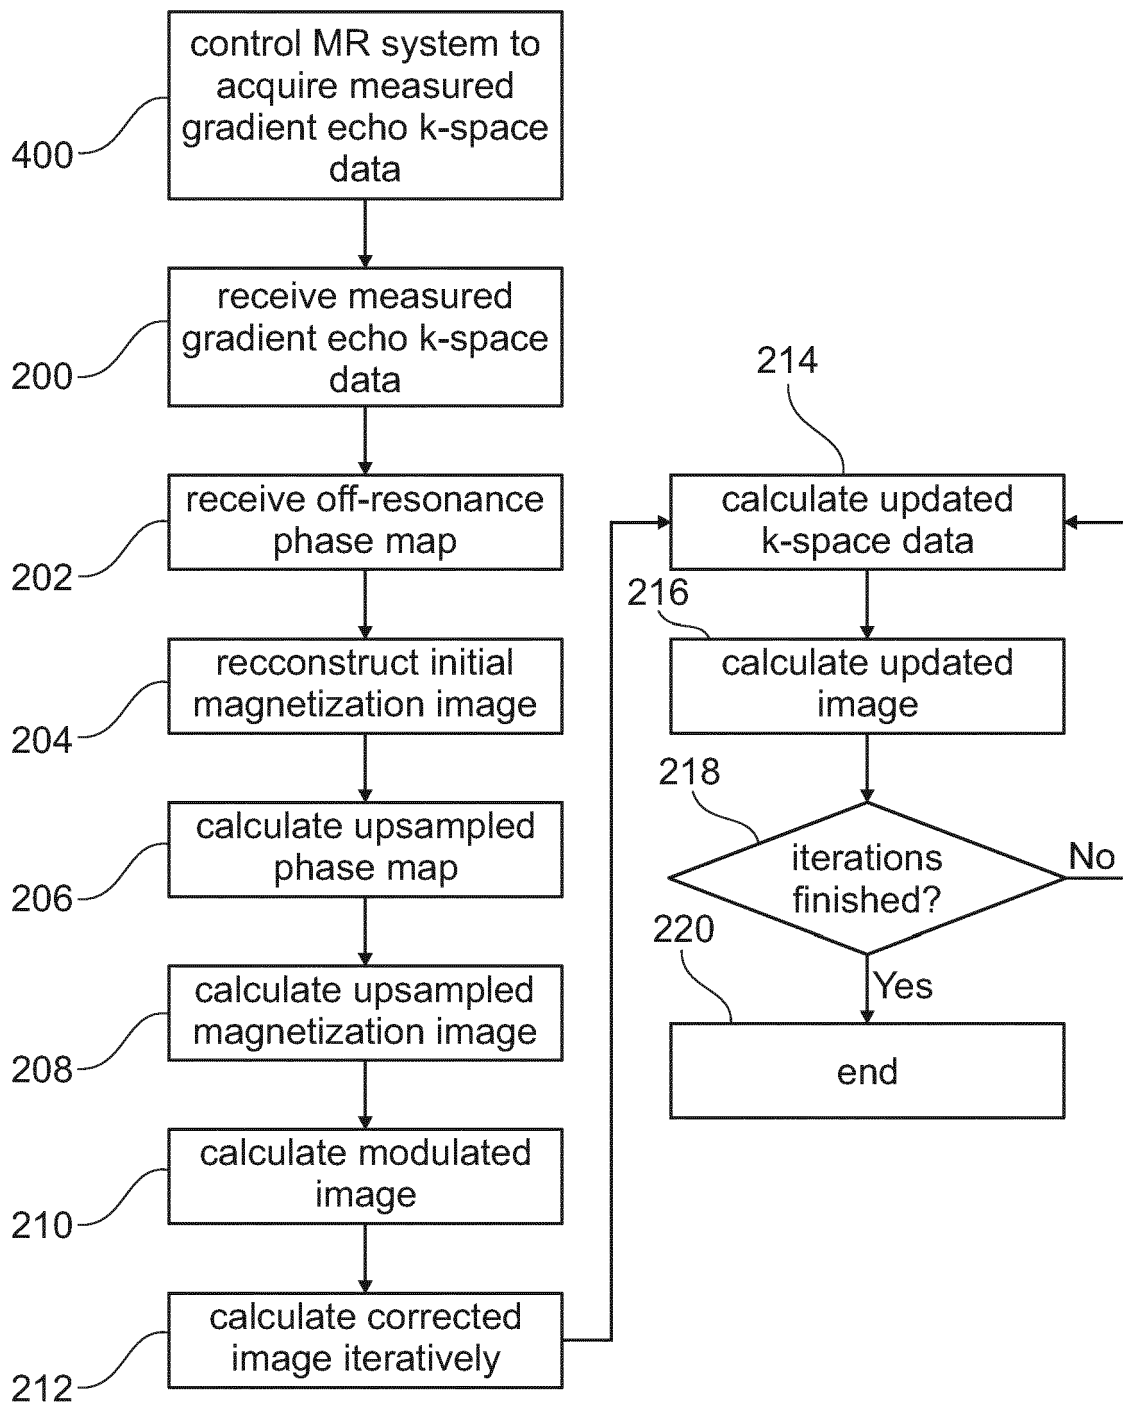 control MR system to
acquire measured
gradient echo k-space
data
400
receive measured
gradient echo k-space
data
200
receive off-resonance
phase map
202
recconstruct initial
magnetization image
204
calculate upsampled
phase map
206
calculate upsampled
magnetization image
208
calculate modulated
image
210
calculate corrected
image iteratively
212
214
calculate updated
k-space data
216
calculate updated
image
218
iterations
finished?
No
220
Yes
end